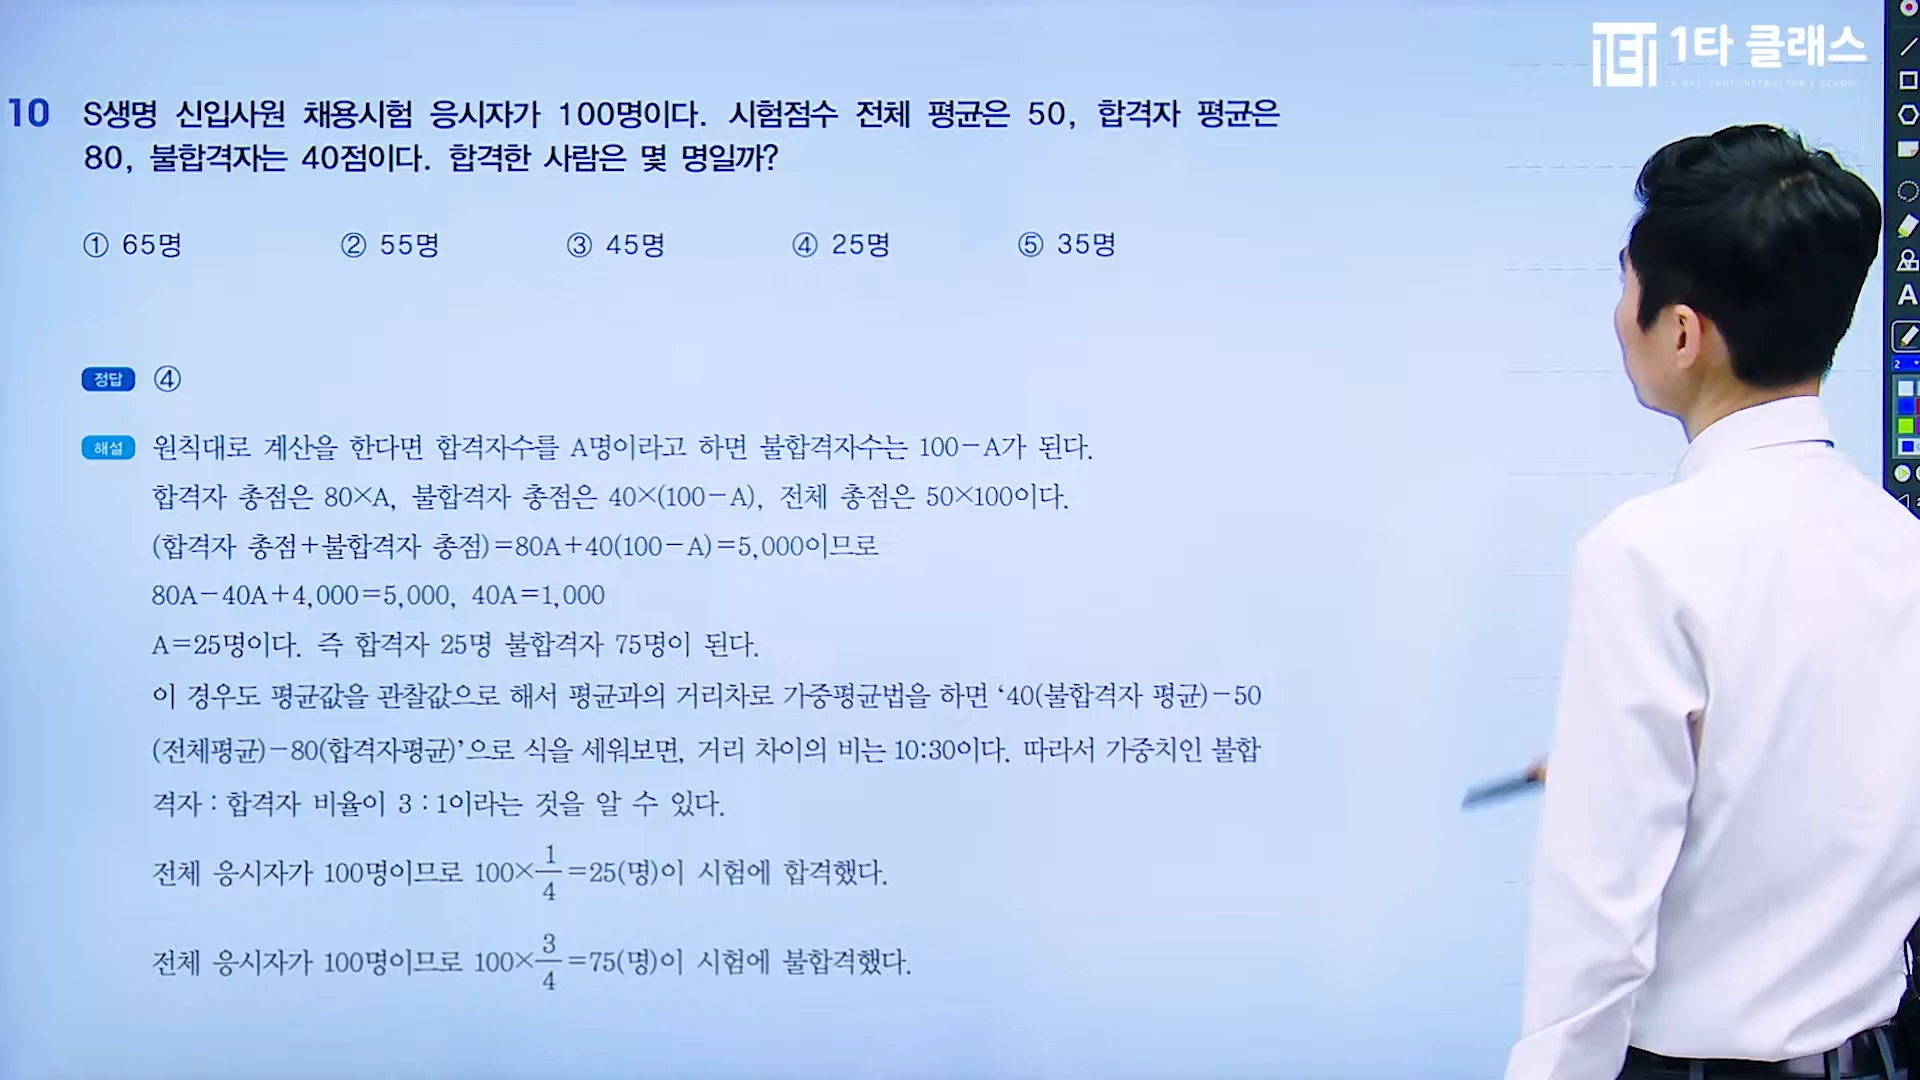 1타 클래스
10 S생명 신입사원 채용시험 응시자가 100명이다. 시험점수 전체 평균은 50, 합격자 평균은
80, 불합격자는 40점이다. 합격한 사람은 몇 명일까?
① 65명 ② 55명 ③ 45명 ④ 25명 ⑤ 35명
정답 ④
해설 원칙대로 계산을 한다면 합격자수를 A명이라고 하면 불합격자수는 100-A가 된다.
합격자 총점은 80×A, 불합격자 총점은 40×(100-A), 전체 총점은 50×100이다.
(합격자 총점+불합격자 총점)=80A+40(100-A)=5,000이므로
80A-40A+4,000=5,000, 40A=1,000
A=25명이다. 즉 합격자 25명 불합격자 75명이 된다.
이 경우도 평균값을 관찰값으로 해서 평균과의 거리차로 가중평균법을 하면 ‘40(불합격자 평균)-50
(전체평균)-80(합격자평균)’으로 식을 세워보면, 거리 차이의 비는 10:30이다. 따라서 가중치인 불합
격자 : 합격자 비율이 3 : 1이라는 것을 알 수 있다.
전체 응시자가 100명이므로 100×1/4=25(명)이 시험에 합격했다.
전체 응시자가 100명이므로 100×3/4=75(명)이 시험에 불합격했다.
A
2